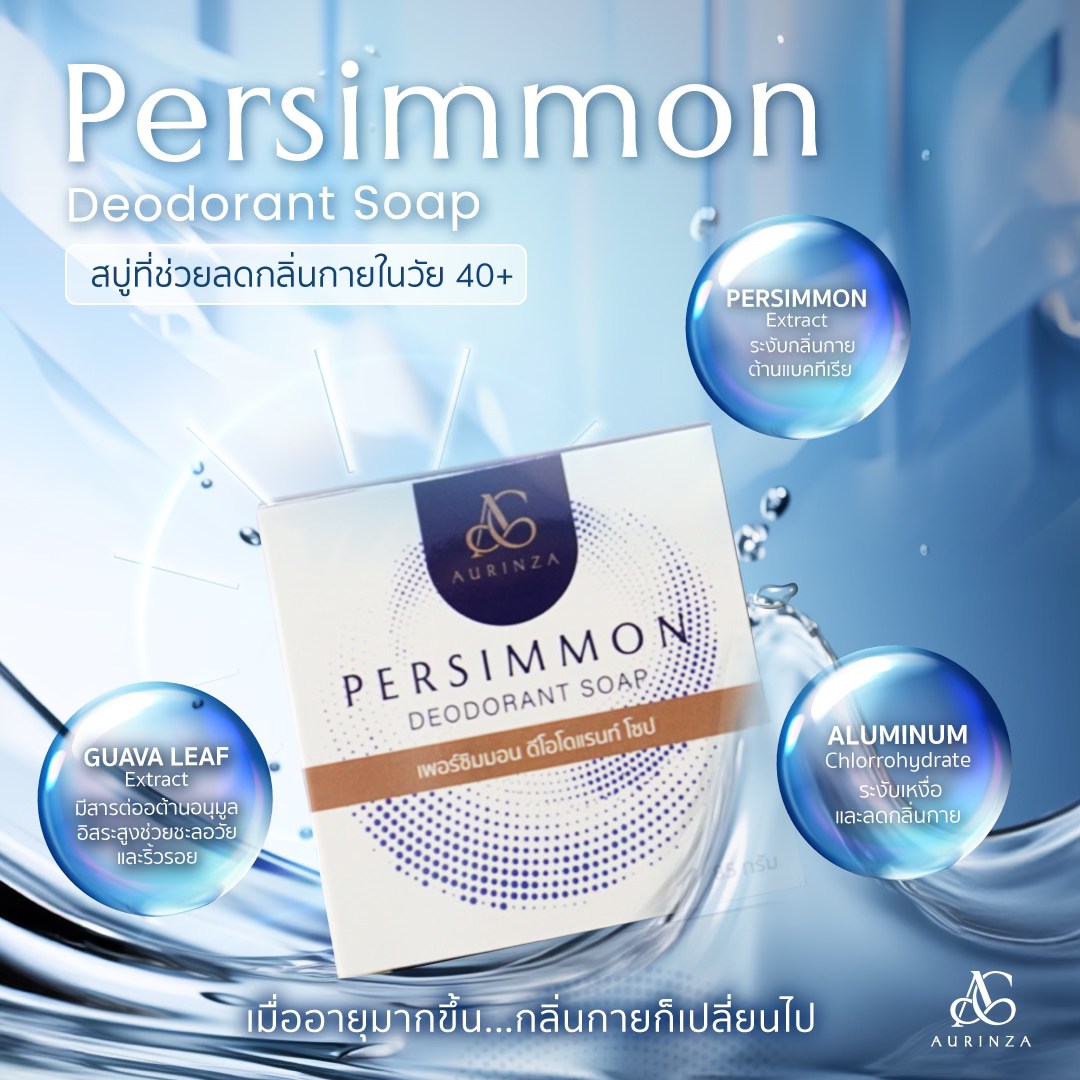 Persimmon
Deodorant Soap
สบู่ที่ช่วยลดกลิ่นกายในวัย 40+
PERSIMMON
Extract
ระงับกลิ่นกาย
ต้านแบคทีเรีย
AURINZA
PERSIMMON
DEODORANT SOAP
เพอร์ซิมมอน ดีโอโดแรนท์ โซป
กรัม
GUAVA LEAF
Extract
มีสารต่ออต้านอนุมูล
อิสระสูงช่วยชะลอวัย
และริ้วรอย
ALUMINUM
Chlorrohydrate
ระงับเหงื่อ
และลดกลิ่นกาย
เมื่ออายุมากขึ้น...กลิ่นกายก็เปลี่ยนไป
AURINZA